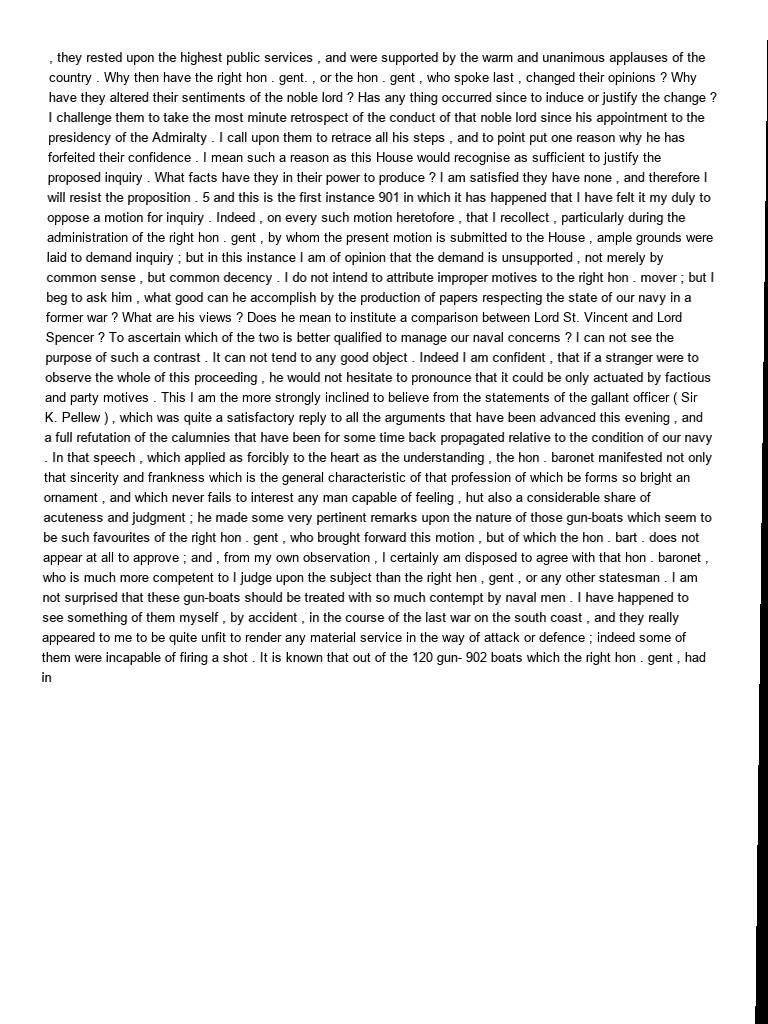 , they rested upon the highest public services , and were supported by the warm and unanimous applauses of the
country . Why then have the right hon . gent. , or the hon . gent , who spoke last , changed their opinions ? Why
have they altered their sentiments of the noble lord ? Has any thing occurred since to induce or justify the change ?
I challenge them to take the most minute retrospect of the conduct of that noble lord since his appointment to the
presidency of the Admiralty . I call upon them to retrace all his steps , and to point put one reason why he has
forfeited their confidence . I mean such a reason as this House would recognise as sufficient to justify the
proposed inquiry . What facts have they in their power to produce ? I am satisfied they have none , and therefore I
will resist the proposition . 5 and this is the first instance 901 in which it has happened that I have felt it my duly to
oppose a motion for inquiry . Indeed , on every such motion heretofore , that I recollect , particularly during the
administration of the right hon . gent , by whom the present motion is submitted to the House , ample grounds were
laid to demand inquiry ; but in this instance I am of opinion that the demand is unsupported , not merely by
common sense , but common decency . I do not intend to attribute improper motives to the right hon . mover ; but I
beg to ask him , what good can he accomplish by the production of papers respecting the state of our navy in a
former war ? What are his views ? Does he mean to institute a comparison between Lord St. Vincent and Lord
Spencer ? To ascertain which of the two is better qualified to manage our naval concerns ? I can not see the
purpose of such a contrast . It can not tend to any good object . Indeed I am confident , that if a stranger were to
observe the whole of this proceeding , he would not hesitate to pronounce that it could be only actuated by factious
and party motives . This I am the more strongly inclined to believe from the statements of the gallant officer ( Sir
K. Pellew ) , which was quite a satisfactory reply to all the arguments that have been advanced this evening , and
a full refutation of the calumnies that have been for some time back propagated relative to the condition of our navy
. In that speech , which applied as forcibly to the heart as the understanding , the hon . baronet manifested not only
that sincerity and frankness which is the general characteristic of that profession of which be forms so bright an
ornament , and which never fails to interest any man capable of feeling , hut also a considerable share of
acuteness and judgment ; he made some very pertinent remarks upon the nature of those gun-boats which seem to
be such favourites of the right hon . gent , who brought forward this motion , but of which the hon . bart . does not
appear at all to approve ; and , from my own observation , I certainly am disposed to agree with that hon . baronet ,
who is much more competent to I judge upon the subject than the right hen , gent , or any other statesman . I am
not surprised that these gun-boats should be treated with so much contempt by naval men . I have happened to
see something of them myself , by accident , in the course of the last war on the south coast , and they really
appeared to me to be quite unfit to render any material service in the way of attack or defence ; indeed some of
them were incapable of firing a shot . It is known that out of the 120 gun- 902 boats which the right hon . gent , had
in